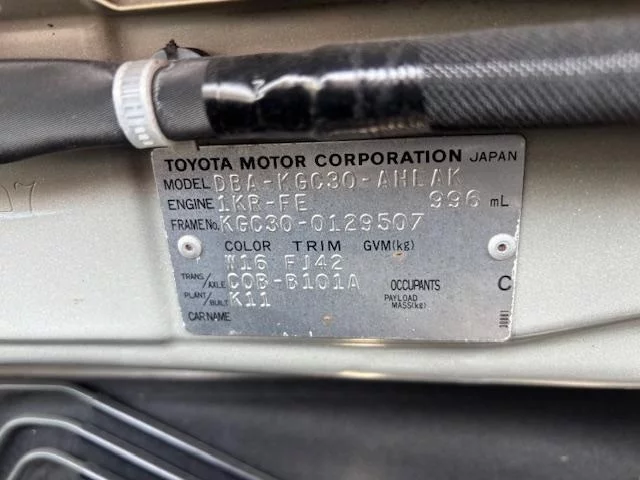 TOYOTA MOTOR CORPORATION JAPAN
MODEL DBA-KGC30-AHLAK
ENGINE 1KR-FE 996 mL
FRAME No. KGC30-0129507
COLOR TRIM GVM(kg)
W16 FJ42
TRANS./AXLE C0B-B101A OCCUPANTS C
PLANT/BUILT K11 PAYLOAD MASS(kg)
CAR NAME
07